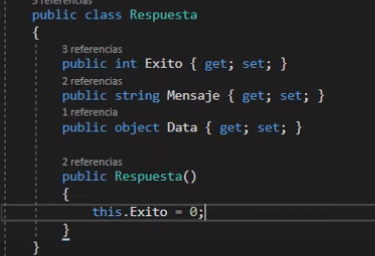 public class Respuesta
{
3 referencias
public int Exito { get; set; }
2 referencias
public string Mensaje { get; set; }
1 referencia
public object Data { get; set; }
2 referencias
public Respuesta()
{
this.Exito = 0;
}
}